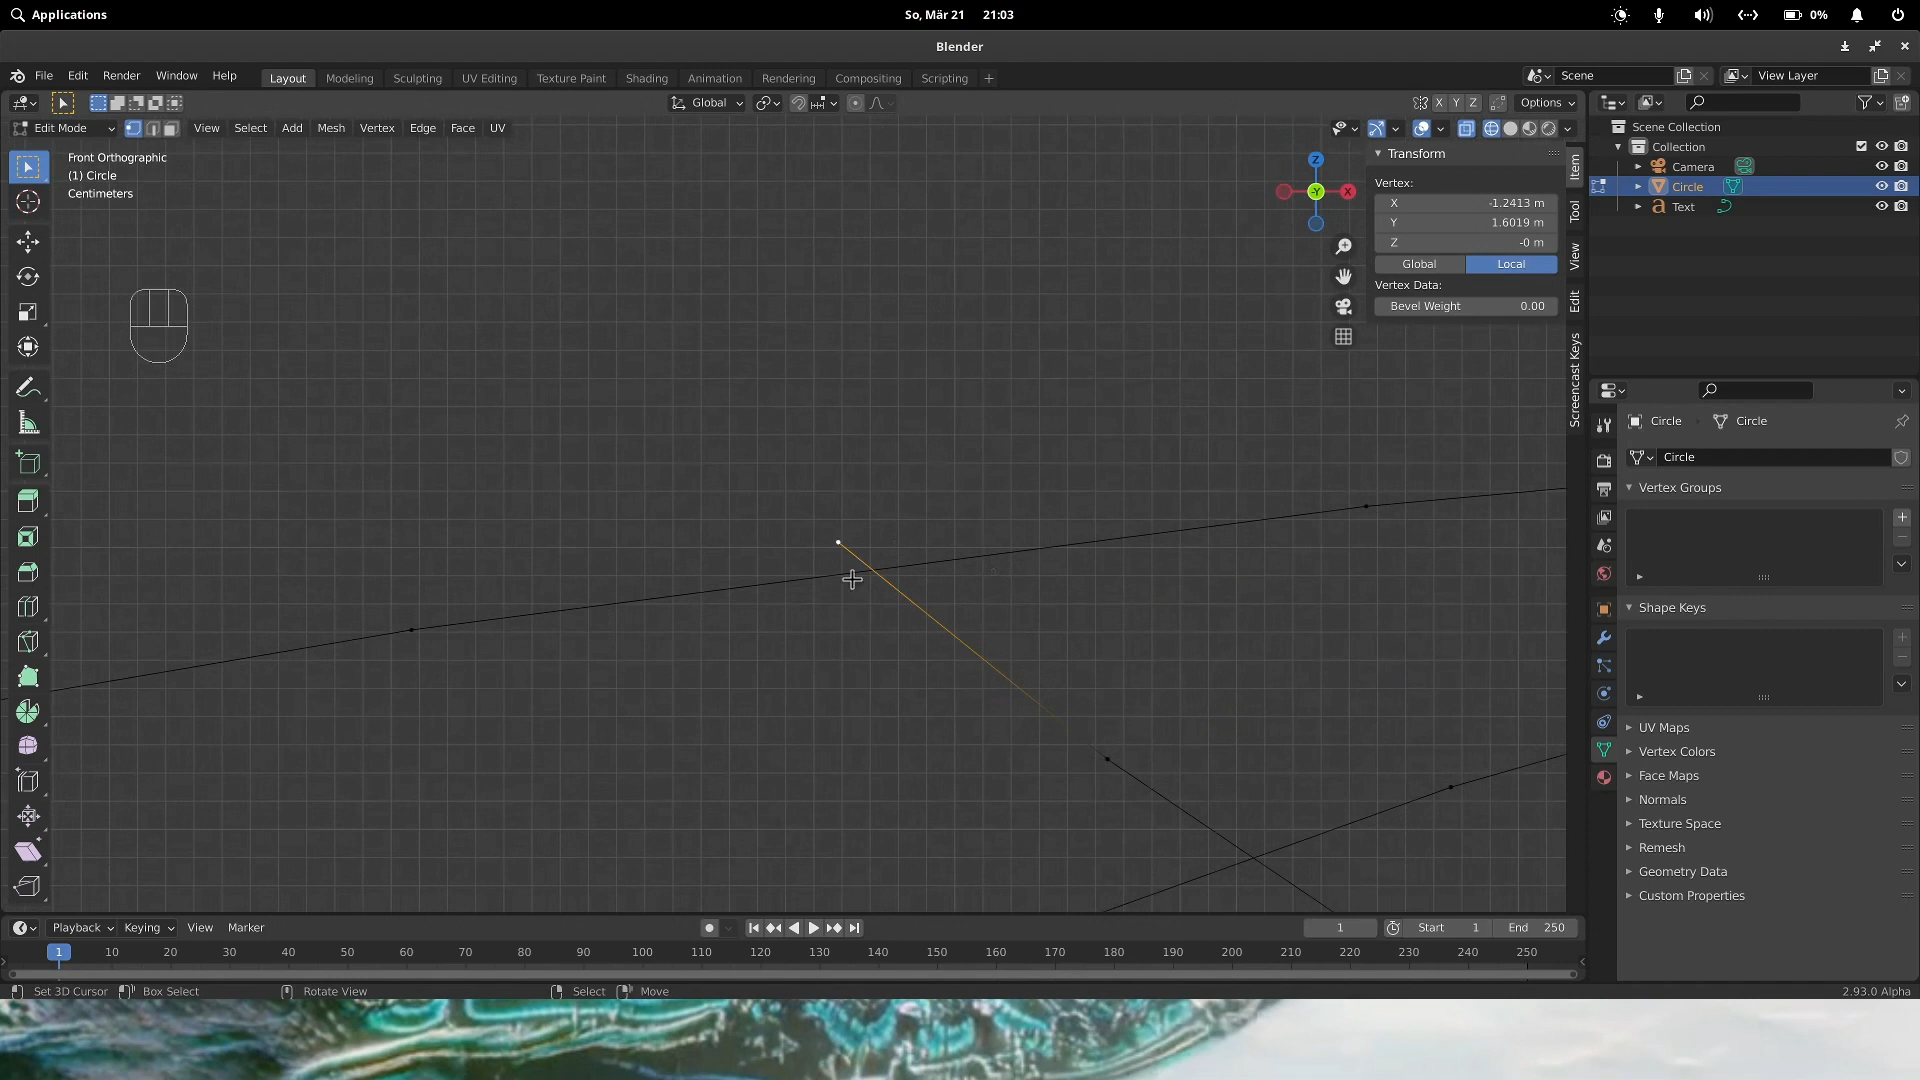 Applications
So, Mär 21 21:03
0%
Blender
File Edit Render Window Help
Layout Modeling Sculpting UV Editing Texture Paint Shading Animation Rendering Compositing Scripting +
Scene
View Layer
Global
X Y Z
Options
Edit Mode
View Select Add Mesh Vertex Edge Face UV
Front Orthographic
(1) Circle
Centimeters
Z
-Y
X
Transform
Vertex:
X -1.2413 m
Y 1.6019 m
Z -0 m
Global Local
Vertex Data:
Bevel Weight 0.00
Item
Tool
View
Edit
Screencast Keys
Scene Collection
Collection
Camera
Circle
Text
Circle Circle
Circle
Vertex Groups
Shape Keys
UV Maps
Vertex Colors
Face Maps
Normals
Texture Space
Remesh
Geometry Data
Custom Properties
Playback Keying View Marker
1
Start 1
End 250
1 10 20 30 40 50 60 70 80 90 100 110 120 130 140 150 160 170 180 190 200 210 220 230 240 250
Set 3D Cursor Box Select Rotate View Select Move
2.93.0 Alpha